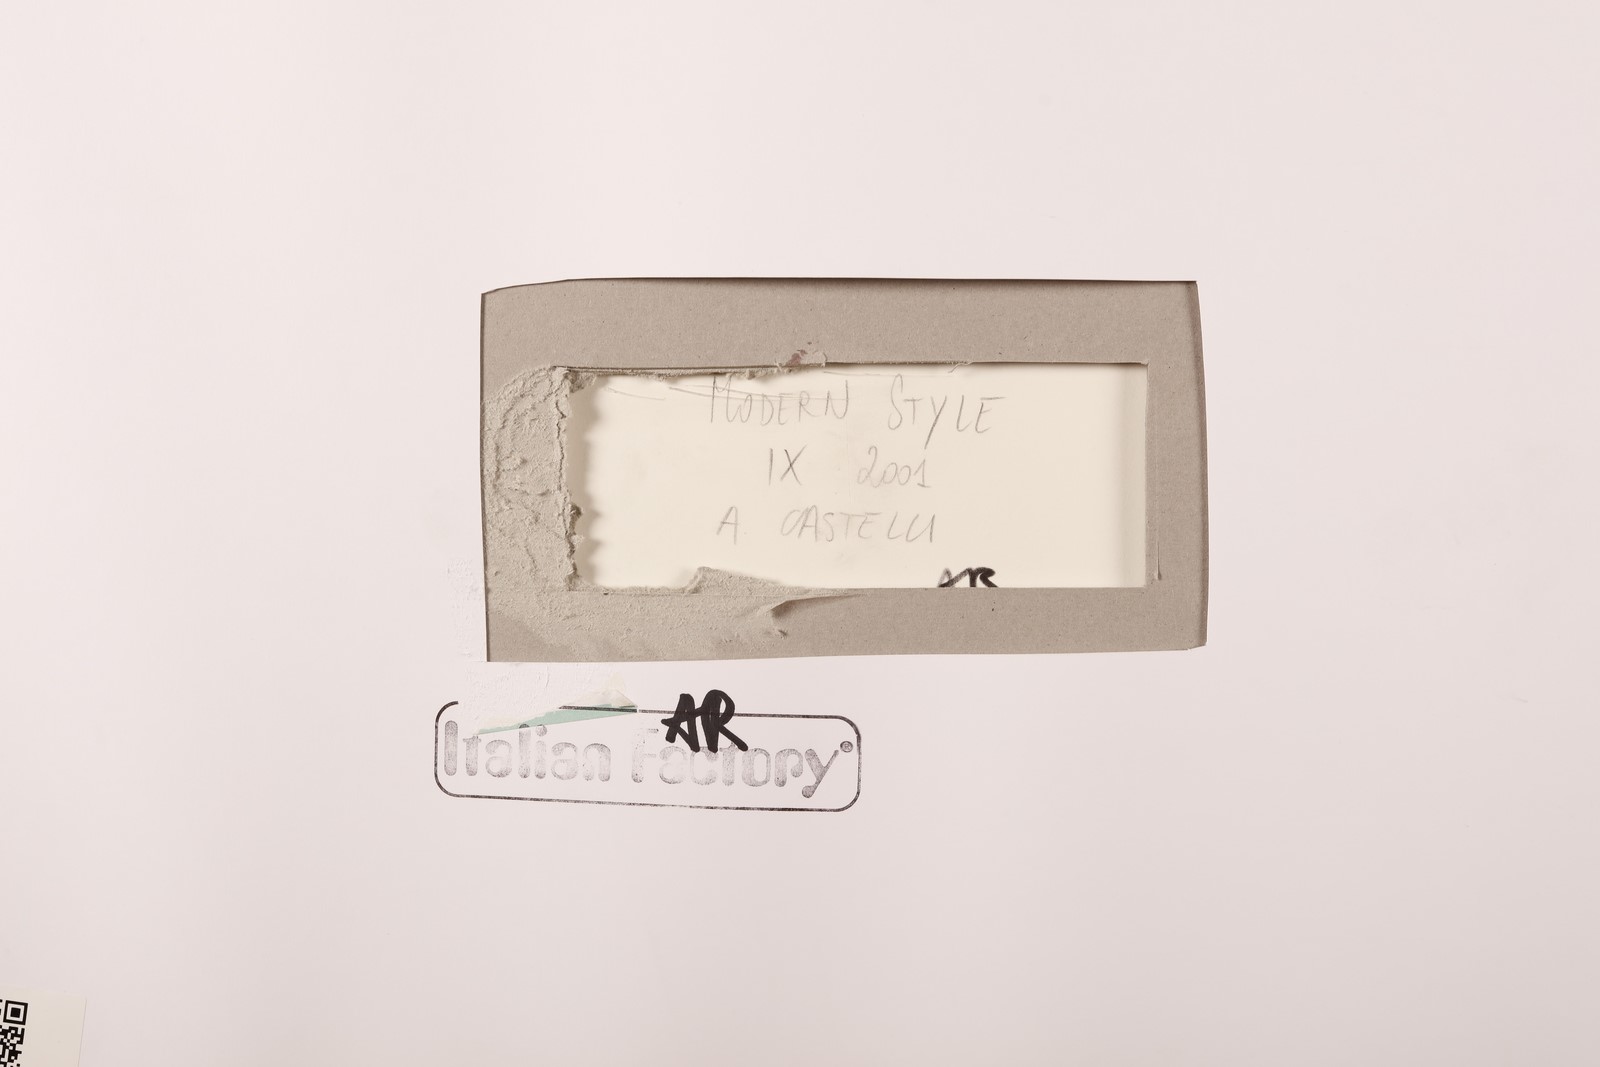 MODERN STYLE
IX 2001
A CASTELLI
AR
AR
Italian Factory®